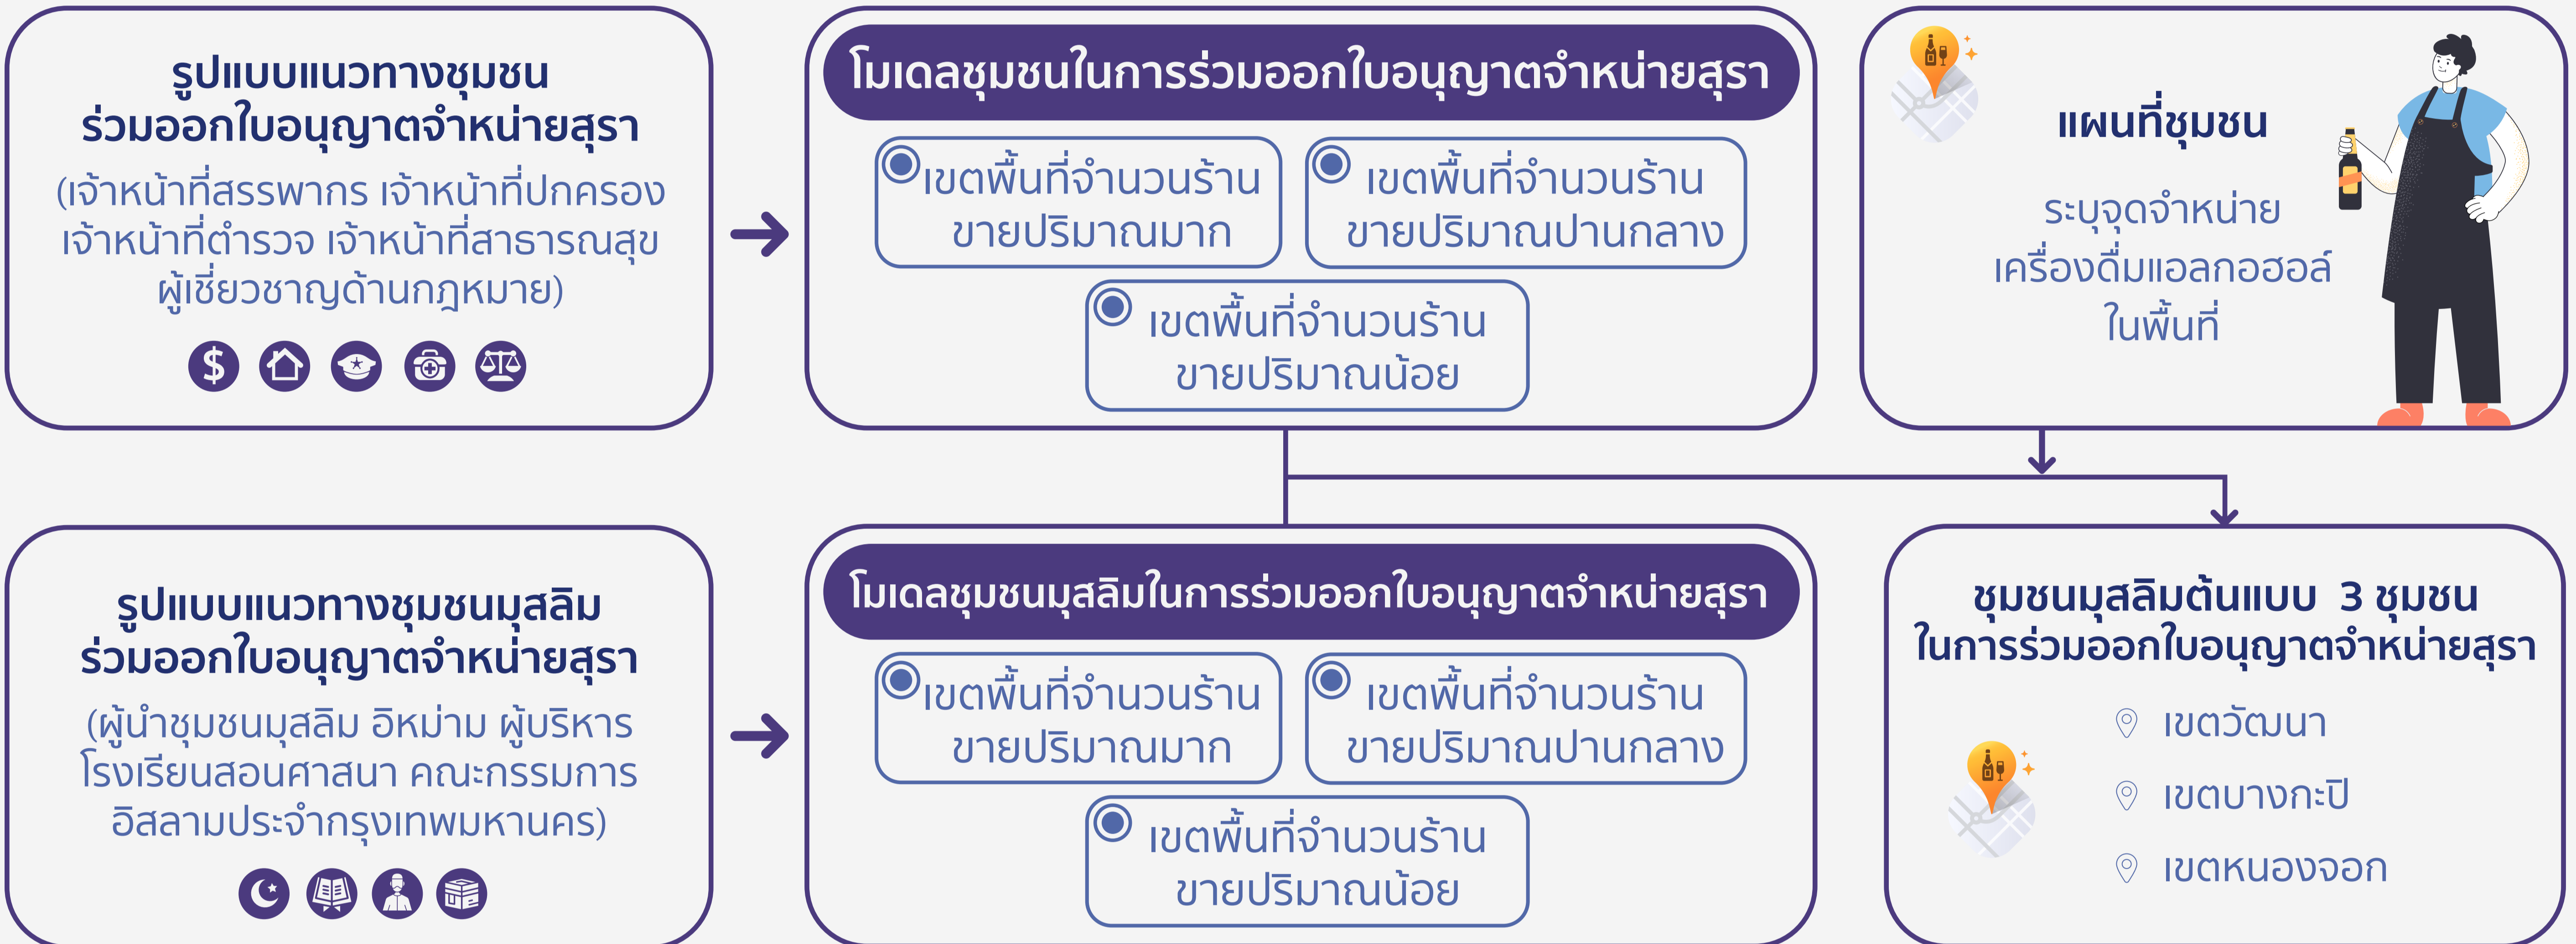 รูปแบบแนวทางชุมชน
ร่วมออกใบอนุญาตจำหน่ายสุรา
(เจ้าหน้าที่สรรพากร เจ้าหน้าที่ปกครอง
เจ้าหน้าที่ตำรวจ เจ้าหน้าที่สาธารณสุข
ผู้เชี่ยวชาญด้านกฎหมาย)
โมเดลชุมชนในการร่วมออกใบอนุญาตจำหน่ายสุรา
เขตพื้นที่จำนวนร้าน
ขายปริมาณมาก
เขตพื้นที่จำนวนร้าน
ขายปริมาณปานกลาง
เขตพื้นที่จำนวนร้าน
ขายปริมาณน้อย
แผนที่ชุมชน
ระบุจุดจำหน่าย
เครื่องดื่มแอลกอฮอล์
ในพื้นที่
รูปแบบแนวทางชุมชนมุสลิม
ร่วมออกใบอนุญาตจำหน่ายสุรา
(ผู้นำชุมชนมุสลิม อิหม่าม ผู้บริหาร
โรงเรียนสอนศาสนา คณะกรรมการ
อิสลามประจำกรุงเทพมหานคร)
โมเดลชุมชนมุสลิมในการร่วมออกใบอนุญาตจำหน่ายสุรา
เขตพื้นที่จำนวนร้าน
ขายปริมาณมาก
เขตพื้นที่จำนวนร้าน
ขายปริมาณปานกลาง
เขตพื้นที่จำนวนร้าน
ขายปริมาณน้อย
ชุมชนมุสลิมต้นแบบ 3 ชุมชน
ในการร่วมออกใบอนุญาตจำหน่ายสุรา
เขตวัฒนา
เขตบางกะปิ
เขตหนองจอก